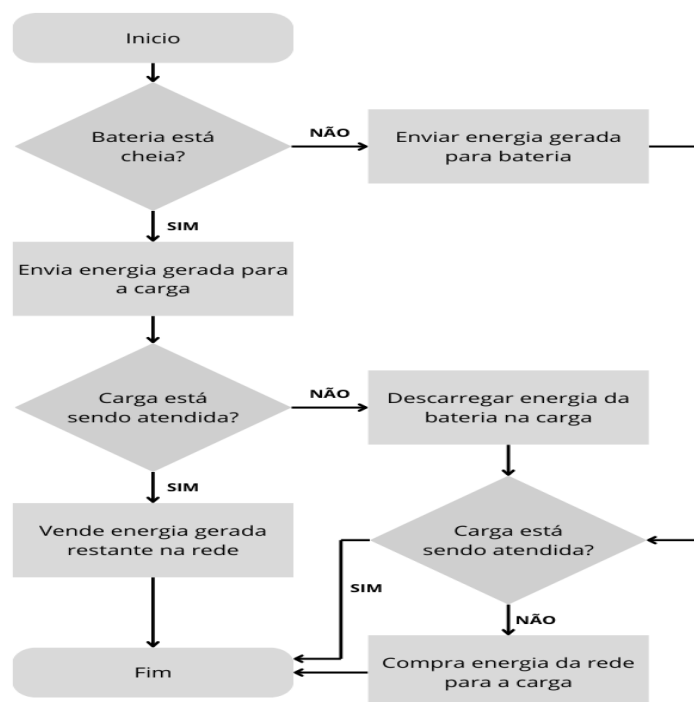 Inicio
Bateria está
cheia?
NÃO
Enviar energia gerada
para bateria
SIM
Envia energia gerada para
a carga
Carga está
sendo atendida?
NÃO
Descarregar energia da
bateria na carga
SIM
Vende energia gerada
restante na rede
Carga está
sendo atendida?
SIM
NÃO
Compra energia da rede
para a carga
Fim